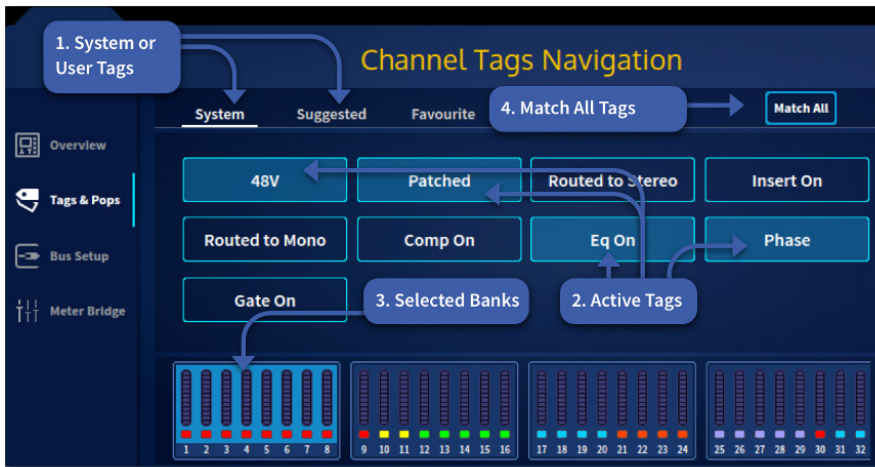 Channel Tags Navigation
1. System or
User Tags
System Suggested Favourite
4. Match All Tags
Match All
Overview
Tags & Pops
Bus Setup
Meter Bridge
48V Patched Routed to Stereo Insert On
Routed to Mono Comp On Eq On Phase
Gate On
3. Selected Banks
2. Active Tags
1 2 3 4 5 6 7 8 9 10 11 12 13 14 15 16 17 18 19 20 21 22 23 24 25 26 27 28 29 30 31 32